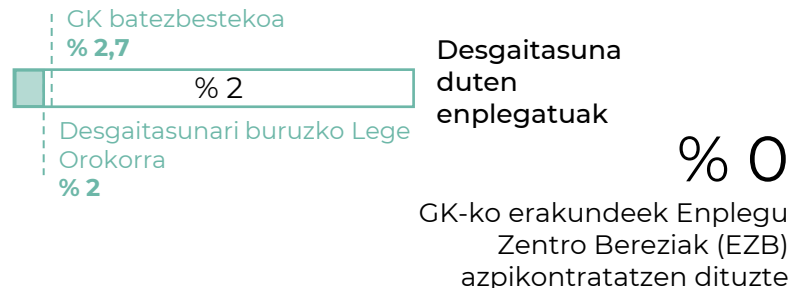 GK batezbestekoa
% 2,7
% 2
Desgaitasunari buruzko Lege
Orokorra
% 2
Desgaitasuna
duten
enplegatuak
% 0
GK-ko erakundeek Enplegu
Zentro Bereziak (EZB)
azpikontratatzen dituzte